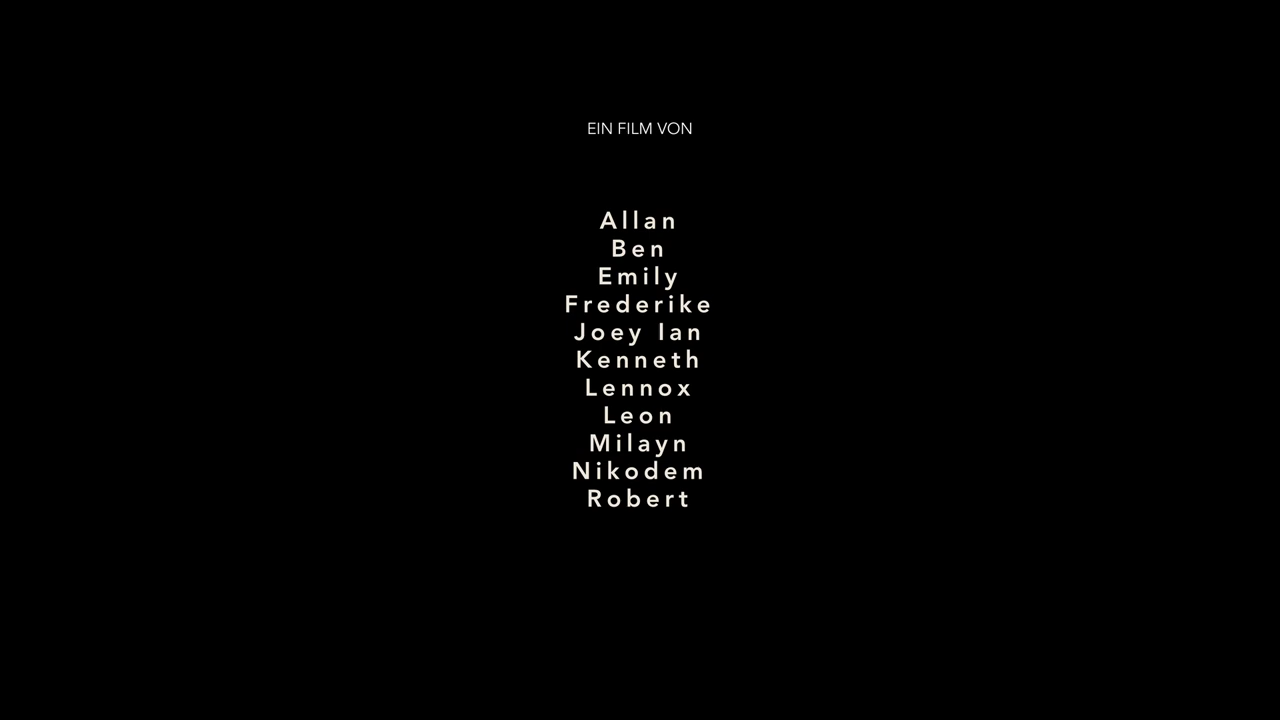 EIN FILM VON
Allan
Ben
Emily
Frederike
Joey Ian
Kenneth
Lennox
Leon
Milayn
Nikodem
Robert